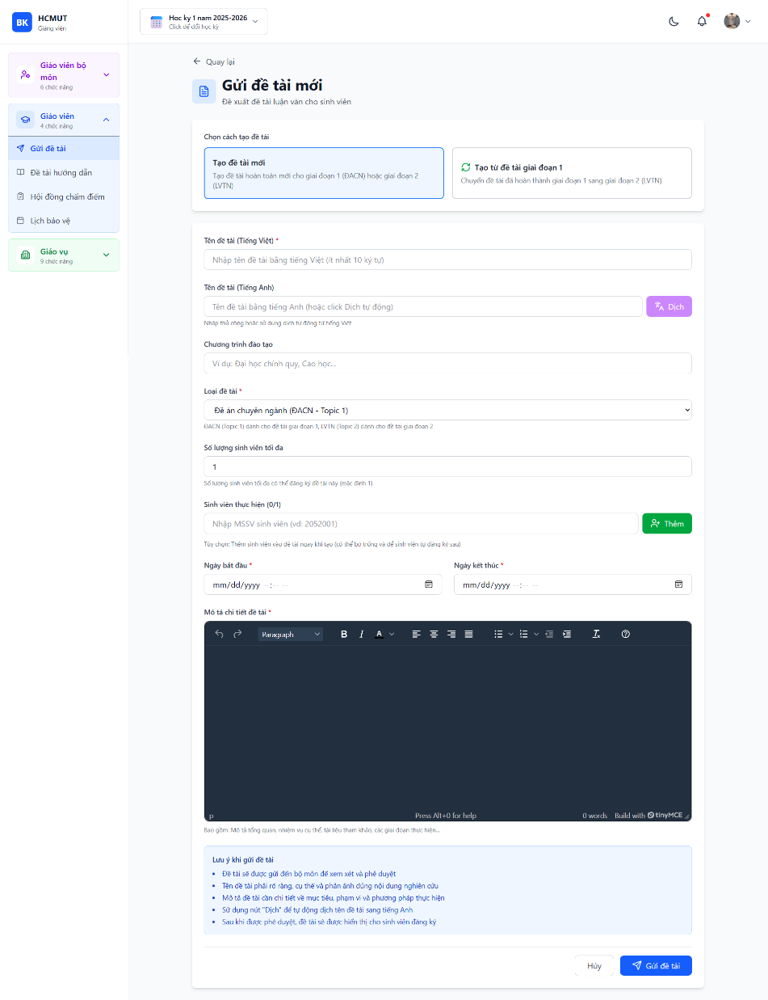 BK
HCMUT
Giảng viên
Học kỳ 1 năm 2025-2026
Click để đổi học kỳ
Giáo viên bộ
môn
6 chức năng
Giáo viên
4 chức năng
Gửi đề tài
Đề tài hướng dẫn
Hội đồng chấm điểm
Lịch bảo vệ
Giáo vụ
9 chức năng
Quay lại
Gửi đề tài mới
Đề xuất đề tài luận văn cho sinh viên
Chọn cách tạo đề tài
Tạo đề tài mới
Tạo đề tài hoàn toàn mới cho giai đoạn 1 (ĐACN) hoặc giai đoạn 2
(LVTN)
Tạo từ đề tài giai đoạn 1
Chuyển đề tài đã hoàn thành giai đoạn 1 sang giai đoạn 2 (LVTN)
Tên đề tài (Tiếng Việt) *
Nhập tên đề tài bằng tiếng Việt (ít nhất 10 ký tự)
Tên đề tài (Tiếng Anh)
Tên đề tài bằng tiếng Anh (hoặc click Dịch tự động)
Dịch
Nhập thủ công hoặc sử dụng dịch tự động từ tiếng Việt
Chương trình đào tạo
Ví dụ: Đại học chính quy, Cao học...
Loại đề tài *
Đề án chuyên ngành (ĐACN - Topic 1)
ĐACN (Topic 1) dành cho đề tài giai đoạn 1, LVTN (Topic 2) dành cho đề tài giai đoạn 2
Số lượng sinh viên tối đa
1
Số lượng sinh viên tối đa có thể đăng ký đề tài này (mặc định 1)
Sinh viên thực hiện (0/1)
Nhập MSSV sinh viên (vd: 2052001)
Thêm
Tùy chọn: Thêm sinh viên vào đề tài ngay khi tạo (có thể bỏ trống và để sinh viên tự đăng ký sau)
Ngày bắt đầu *
Ngày kết thúc *
mm/dd/yyyy --:-- --
mm/dd/yyyy --:-- --
Mô tả chi tiết đề tài *
Paragraph
B I A
p
Press Alt+0 for help
0 words
Build with tinyMCE
Bao gồm: Mô tả tổng quan, nhiệm vụ cụ thể, tài liệu tham khảo, các giai đoạn thực hiện...
Lưu ý khi gửi đề tài
• Đề tài sẽ được gửi đến bộ môn để xem xét và phê duyệt
• Tên đề tài phải rõ ràng, cụ thể và phản ánh đúng nội dung nghiên cứu
• Mô tả đề tài cần chi tiết về mục tiêu, phạm vi và phương pháp thực hiện
• Sử dụng nút "Dịch" để tự động dịch tên đề tài sang tiếng Anh
• Sau khi được phê duyệt, đề tài sẽ được hiển thị cho sinh viên đăng ký
Hủy
Gửi đề tài